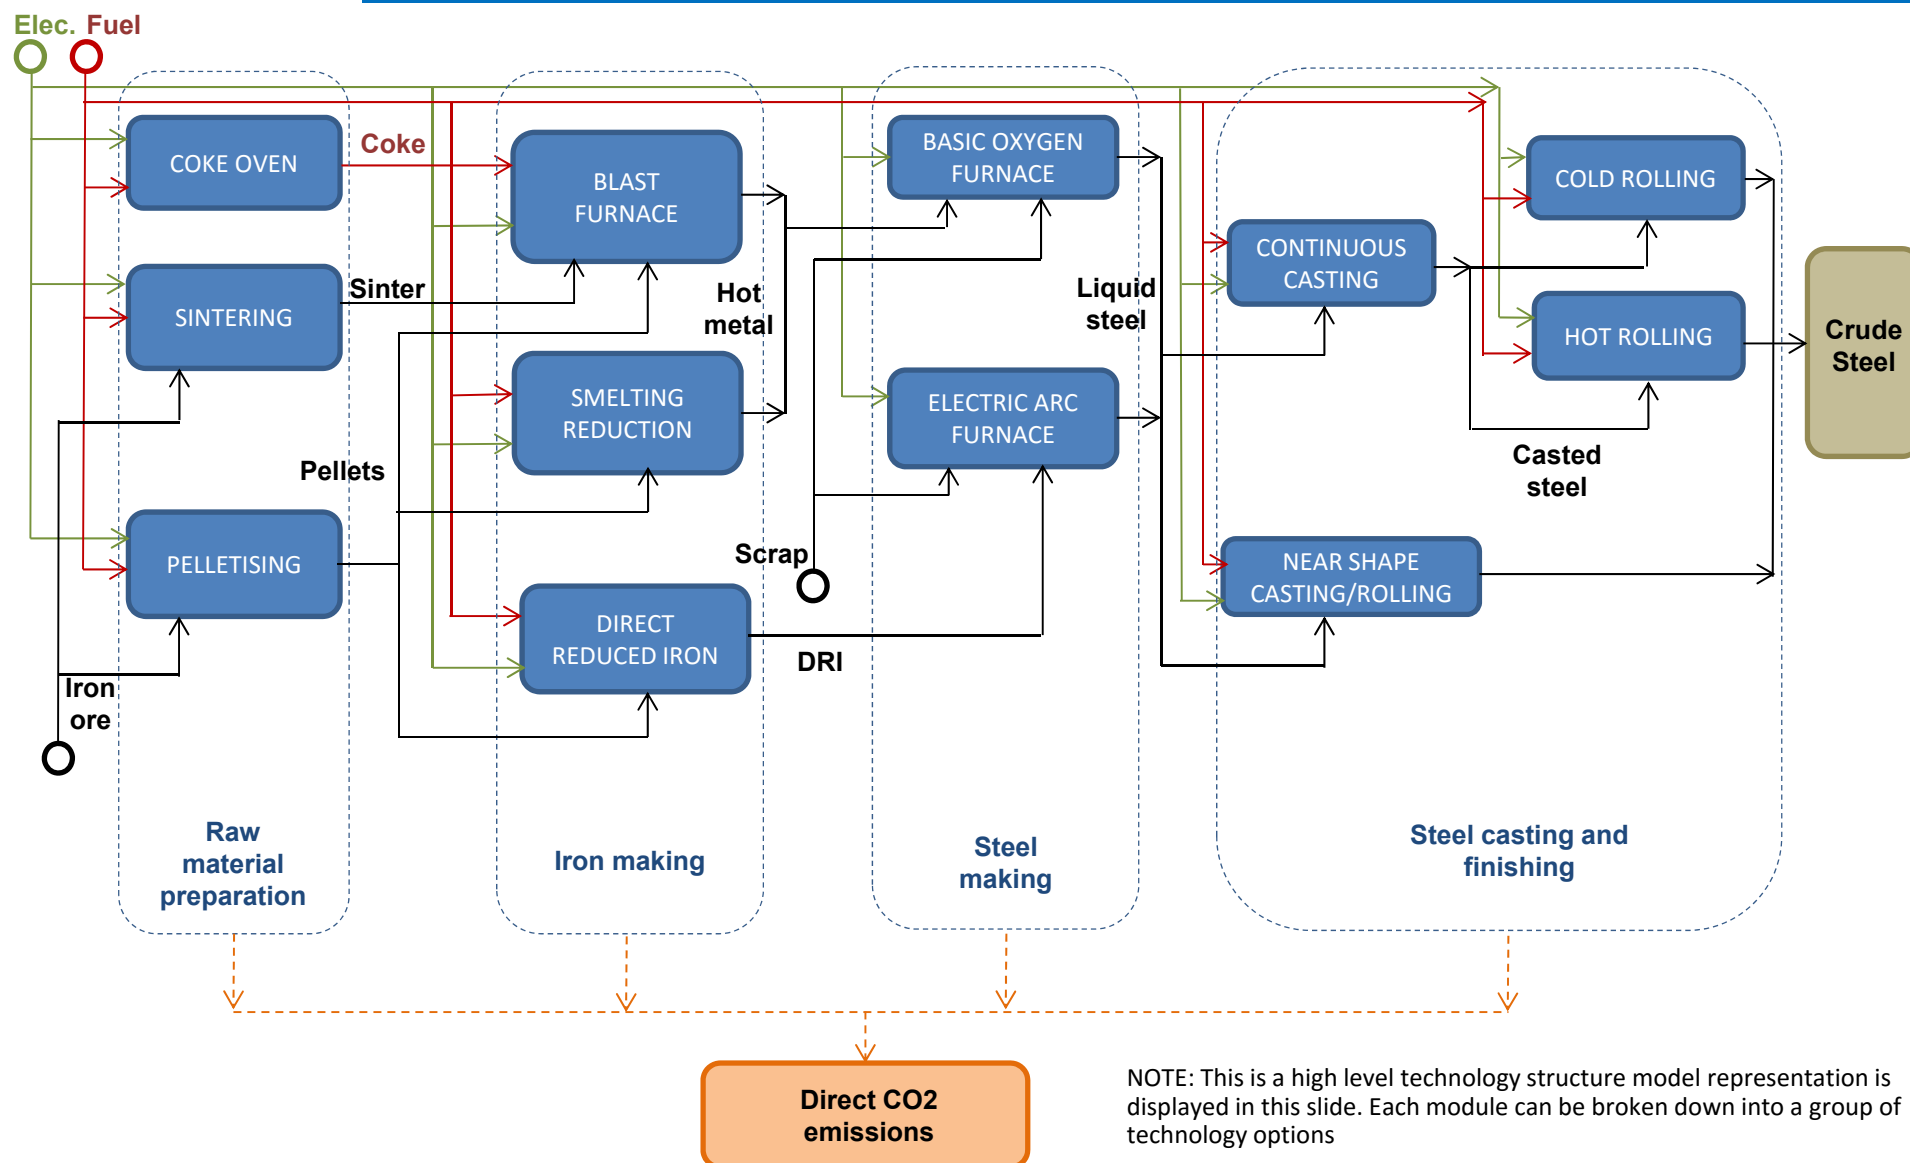 Elec. Fuel
COKE OVEN
Coke
SINTERING
Sinter
Pellets
PELLETISING
Iron
ore
Raw
material
preparation
BLAST
FURNACE
Hot
metal
SMELTING
REDUCTION
DIRECT
REDUCED IRON
DRI
Iron making
BASIC OXYGEN
FURNACE
ELECTRIC ARC
FURNACE
Scrap
Liquid
steel
Steel
making
CONTINUOUS
CASTING
COLD ROLLING
HOT ROLLING
Casted
steel
NEAR SHAPE
CASTING/ROLLING
Steel casting and
finishing
Crude
Steel
Direct CO2
emissions
NOTE: This is a high level technology structure model representation is
displayed in this slide. Each module can be broken down into a group of
technology options